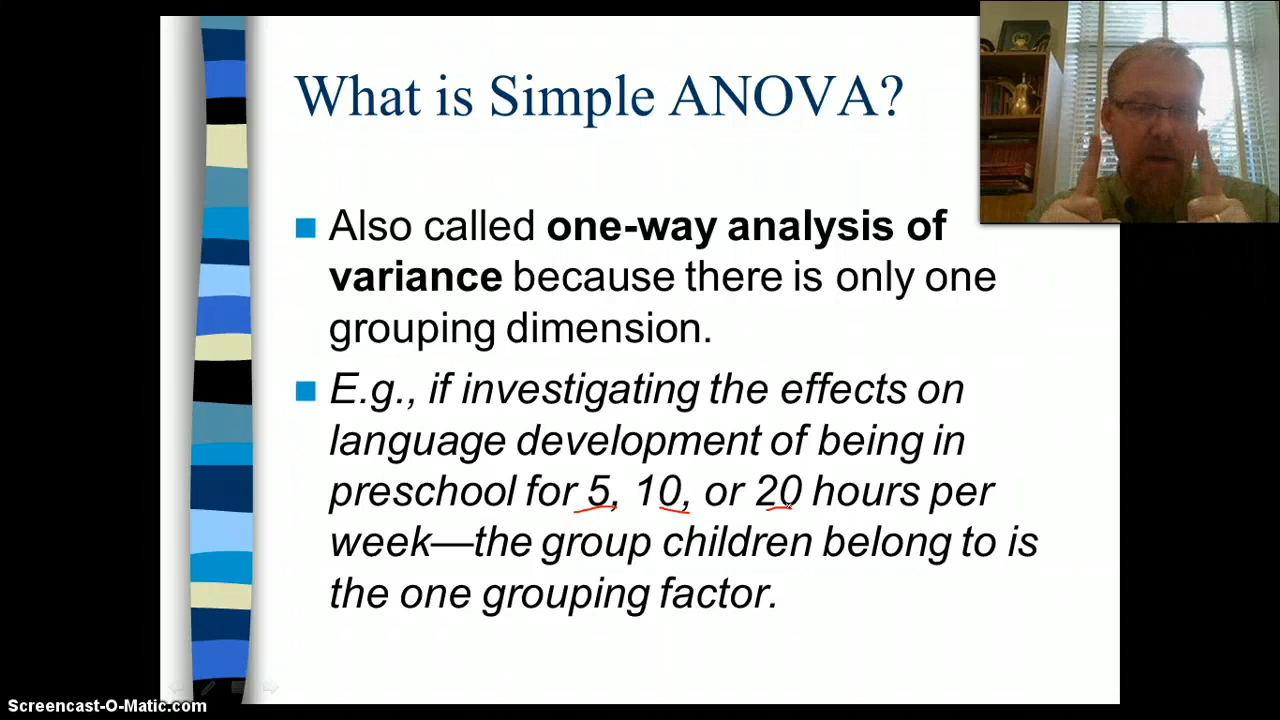 What is Simple ANOVA?
Also called one-way analysis of
variance because there is only one
grouping dimension.
E.g., if investigating the effects on
language development of being in
preschool for 5, 10, or 20 hours per
week—the group children belong to is
the one grouping factor.
Screencast-O-Matic.com